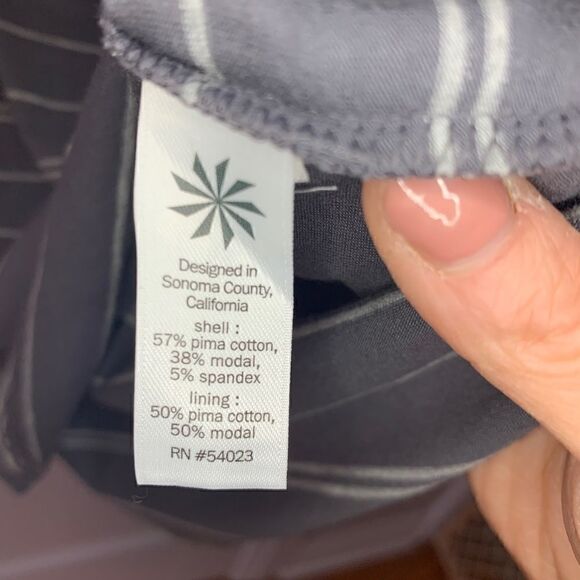 Designed in
Sonoma County,
California
shell :
57% pima cotton,
38% modal,
5% spandex
lining :
50% pima cotton,
50% modal
RN #54023